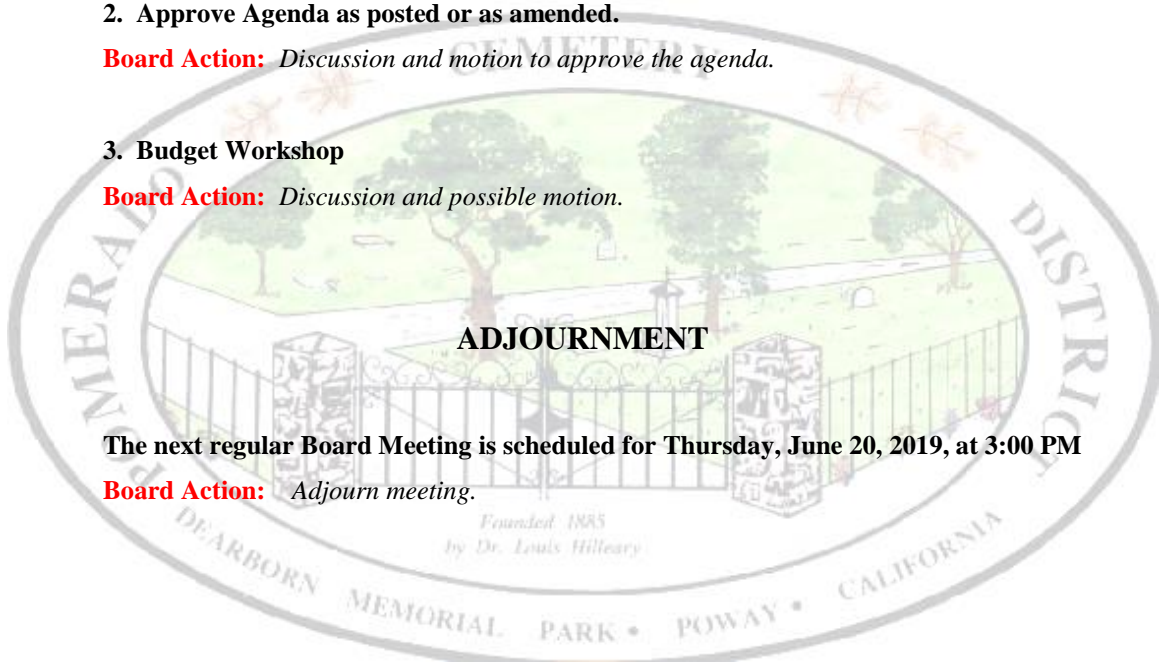 2. Approve Agenda as posted or as amended.
Board Action: Discussion and motion to approve the agenda.
3. Budget Workshop
Board Action: Discussion and possible motion.
ADJOURNMENT
The next regular Board Meeting is scheduled for Thursday, June 20, 2019, at 3:00 PM
Board Action: Adjourn meeting.
POMERADO CEMETERY DISTRICT
Founded 1885
by Dr. Louis Hilleary
DEARBORN MEMORIAL PARK • POWAY • CALIFORNIA